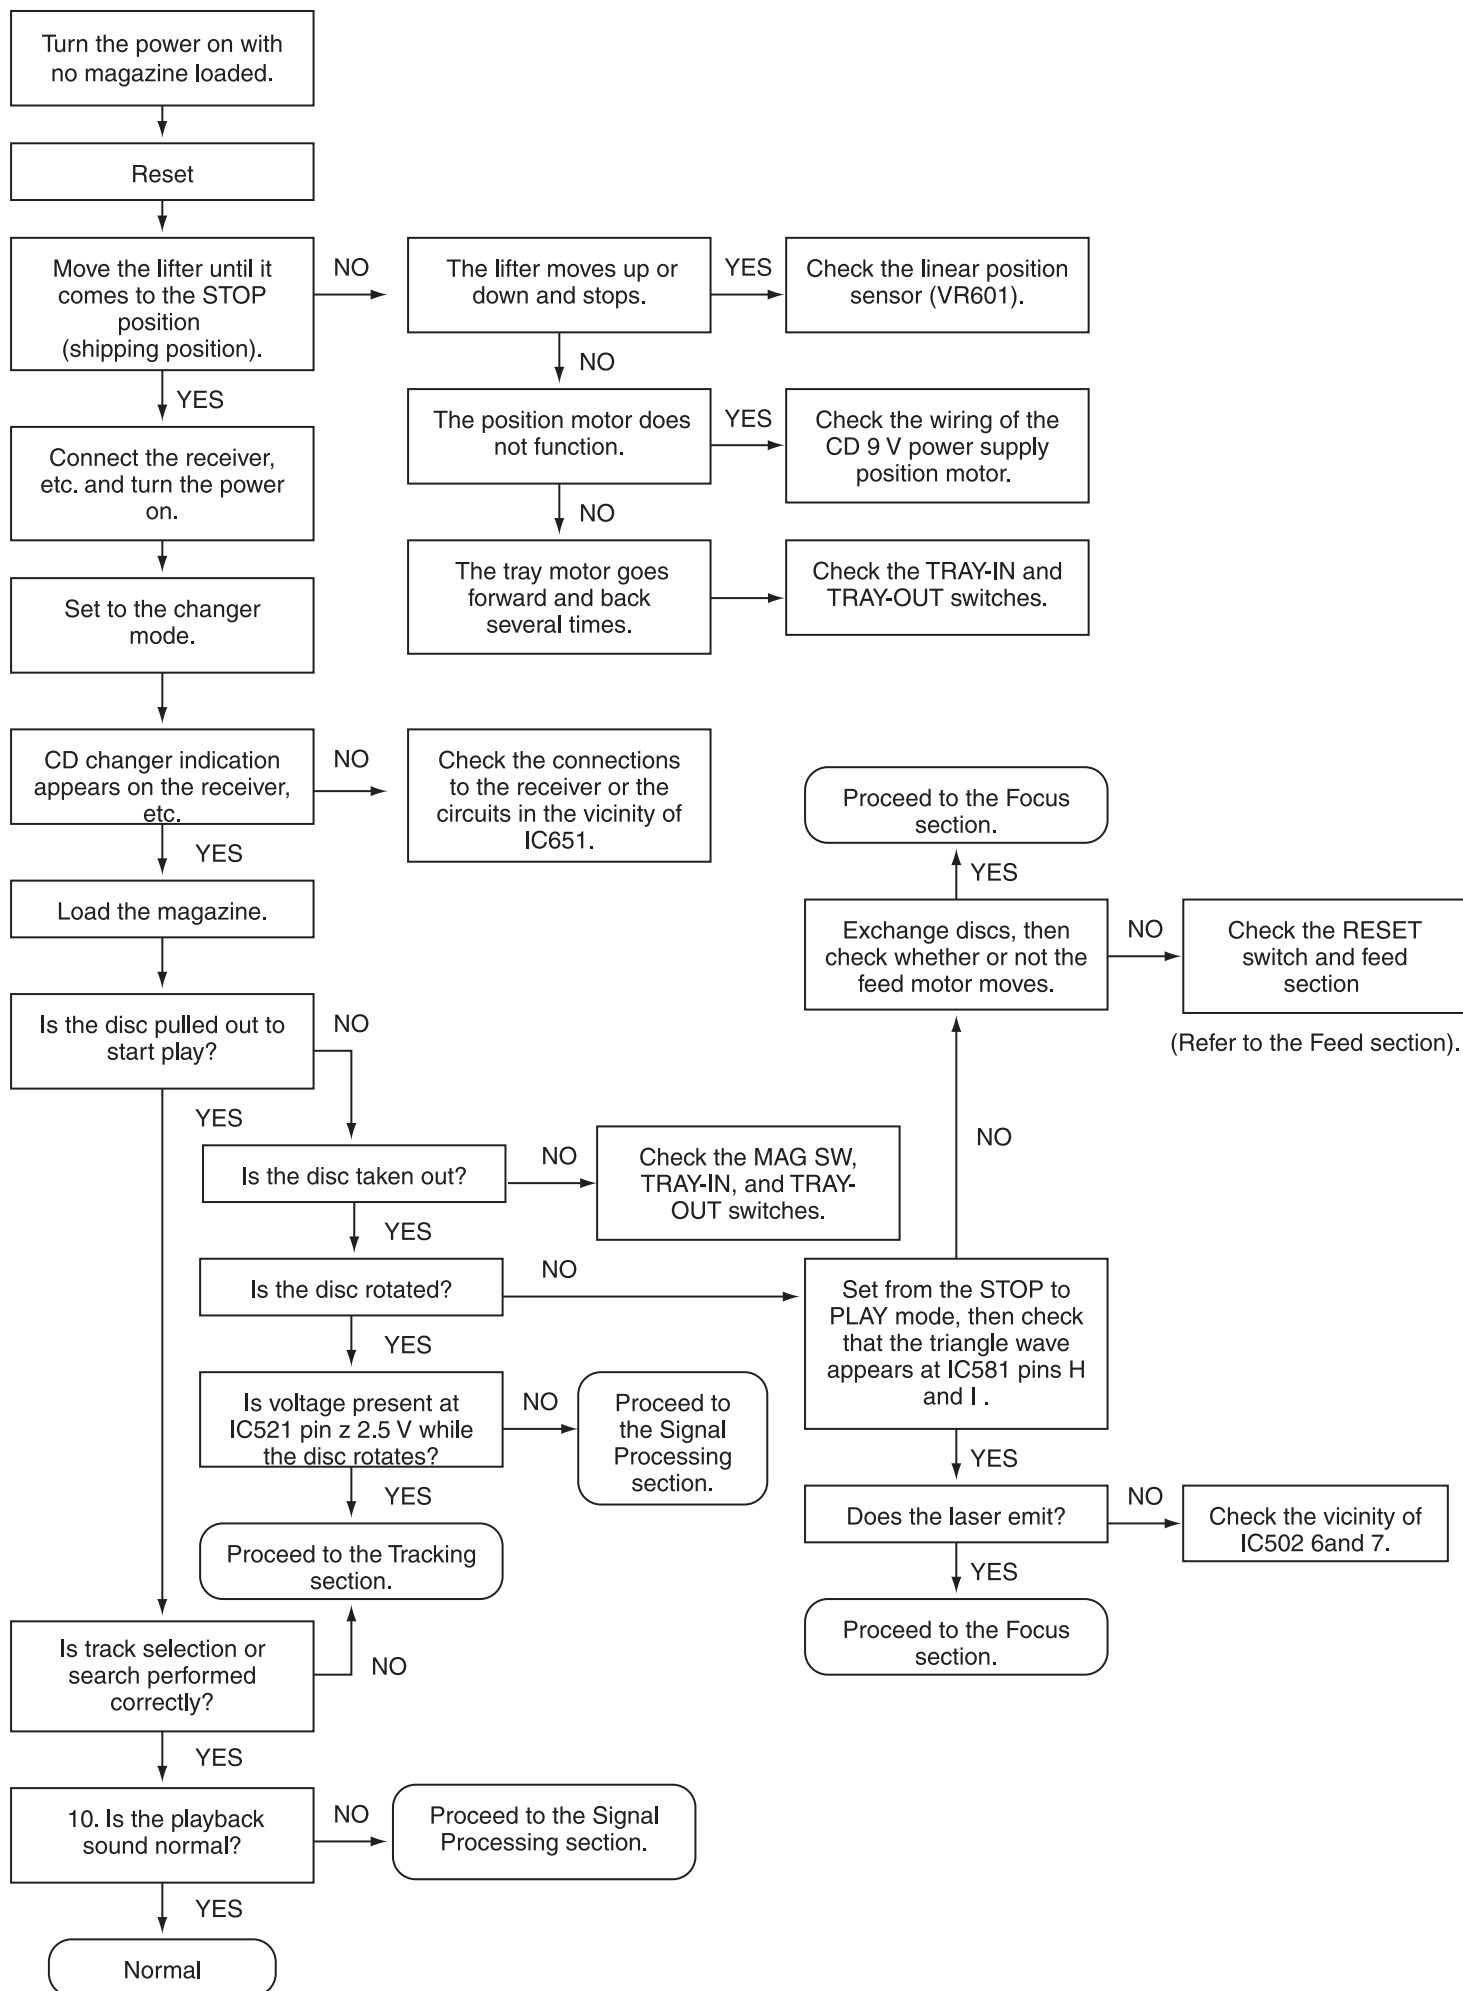 Turn the power on with
no magazine loaded.
Reset
Move the lifter until it
comes to the STOP
position
(shipping position).
NO
The lifter moves up or
down and stops.
YES
Check the linear position
sensor (VR601).
NO
YES
The position motor does
not function.
YES
Check the wiring of the
CD 9 V power supply
position motor.
Connect the receiver,
etc. and turn the power
on.
NO
The tray motor goes
forward and back
several times.
Check the TRAY-IN and
TRAY-OUT switches.
Set to the changer
mode.
CD changer indication
appears on the receiver,
etc.
NO
Check the connections
to the receiver or the
circuits in the vicinity of
IC651.
YES
Load the magazine.
Proceed to the Focus
section.
YES
Exchange discs, then
check whether or not the
feed motor moves.
NO
Check the RESET
switch and feed
section
(Refer to the Feed section).
Is the disc pulled out to
start play?
NO
YES
NO
Is the disc taken out?
NO
Check the MAG SW,
TRAY-IN, and TRAY-
OUT switches.
YES
Is the disc rotated?
NO
Set from the STOP to
PLAY mode, then check
that the triangle wave
appears at IC581 pins H
and I .
YES
Is voltage present at
IC521 pin z 2.5 V while
the disc rotates?
NO
Proceed to
the Signal
Processing
section.
YES
YES
Does the laser emit?
NO
Check the vicinity of
IC502 6and 7.
Proceed to the Tracking
section.
YES
Proceed to the Focus
section.
Is track selection or
search performed
correctly?
NO
YES
10. Is the playback
sound normal?
NO
Proceed to the Signal
Processing section.
YES
Normal